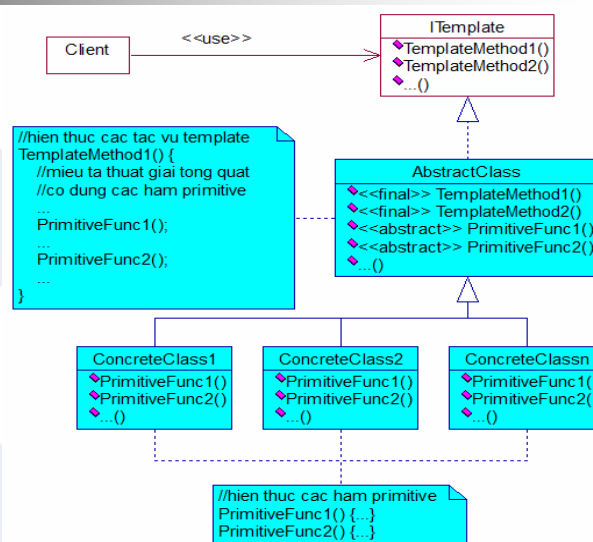 Client
<<use>>
ITemplate
TemplateMethod1()
TemplateMethod2()
...()
//hien thuc cac tac vu template
TemplateMethod1() {
//mieu ta thuat giai tong quat
//co dung cac ham primitive
...
PrimitiveFunc1();
...
PrimitiveFunc2();
...
}
AbstractClass
<<final>> TemplateMethod1()
<<final>> TemplateMethod2()
<<abstract>> PrimitiveFunc1()
<<abstract>> PrimitiveFunc2()
...()
ConcreteClass1
PrimitiveFunc1()
PrimitiveFunc2()
...()
ConcreteClass2
PrimitiveFunc1()
PrimitiveFunc2()
...()
ConcreteClassn
PrimitiveFunc1(
PrimitiveFunc2(
...()
//hien thuc cac ham primitive
PrimitiveFunc1() {...}
PrimitiveFunc2() {...}